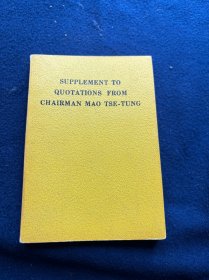 SUPPLEMENT TO
QUOTATIONS FROM
CHAIRMAN MAO TSE-TUNG